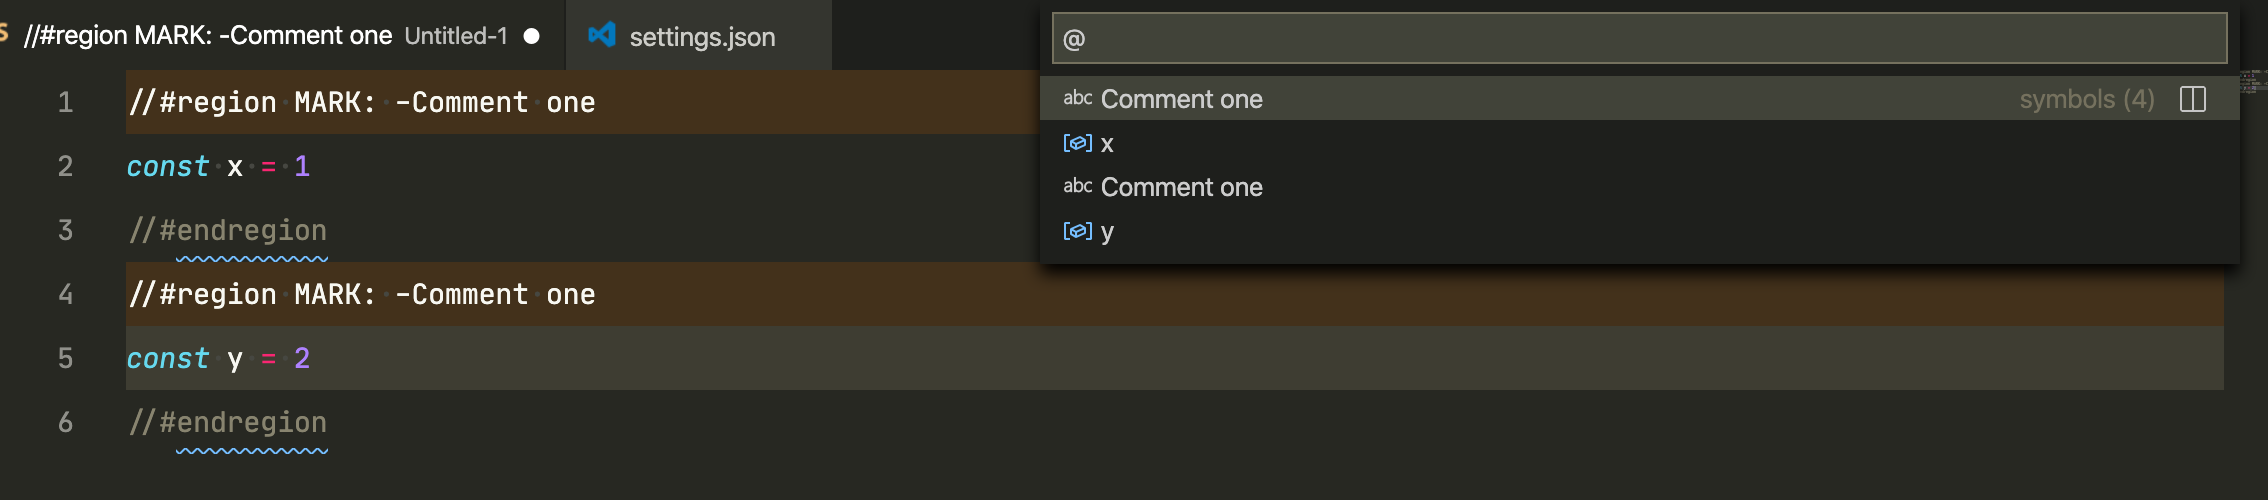 //#region MARK: -Comment one Untitled-1 settings.json
1 //#region MARK: -Comment one
2 const x = 1
3 //#endregion
4 //#region MARK: -Comment one
5 const y = 2
6 //#endregion
@
abc Comment one symbols (4)
x
abc Comment one
y